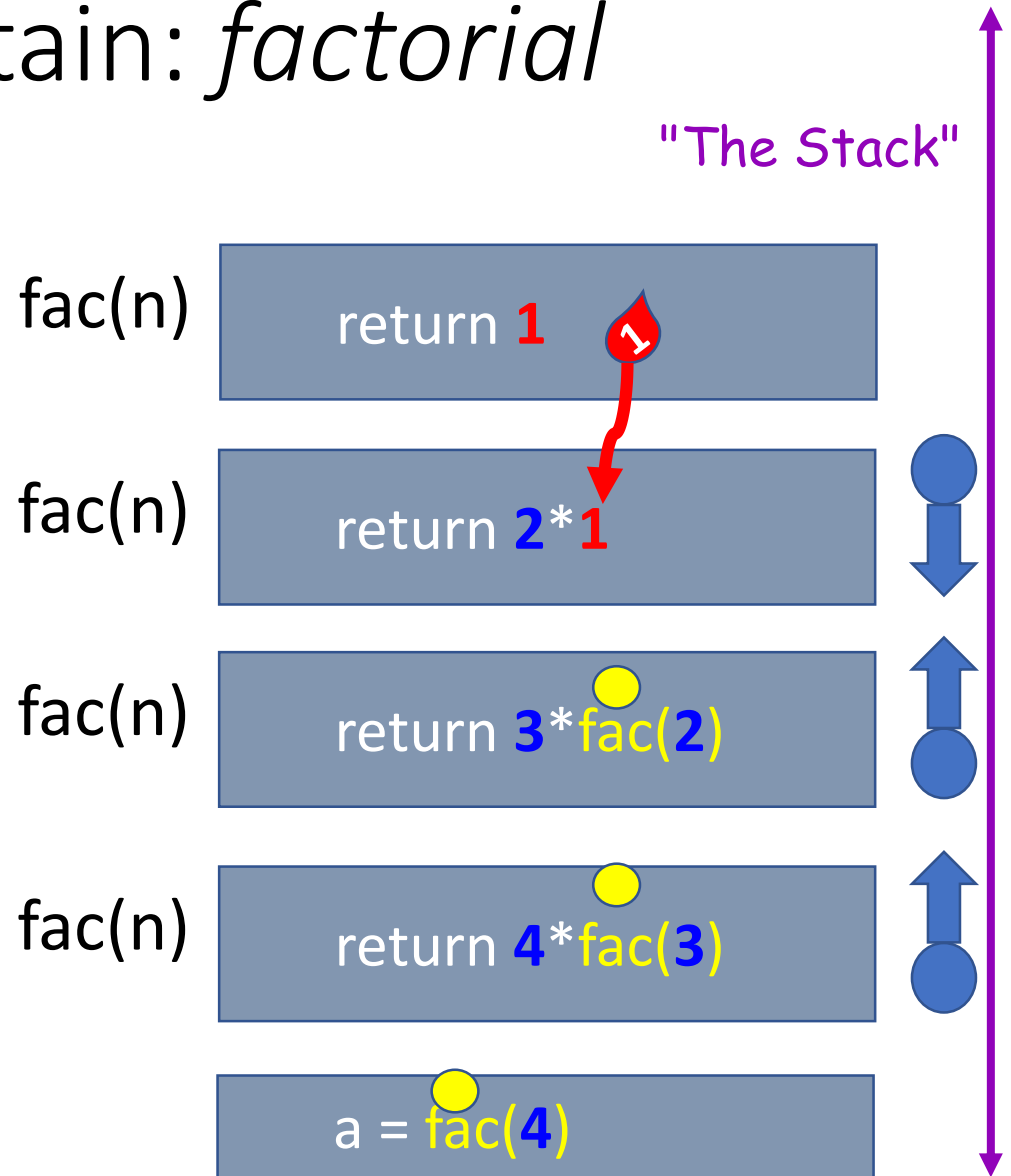 tain: factorial
"The Stack"
fac(n) return 1 1
fac(n) return 2*1
fac(n) return 3*fac(2)
fac(n) return 4*fac(3)
a = fac(4)